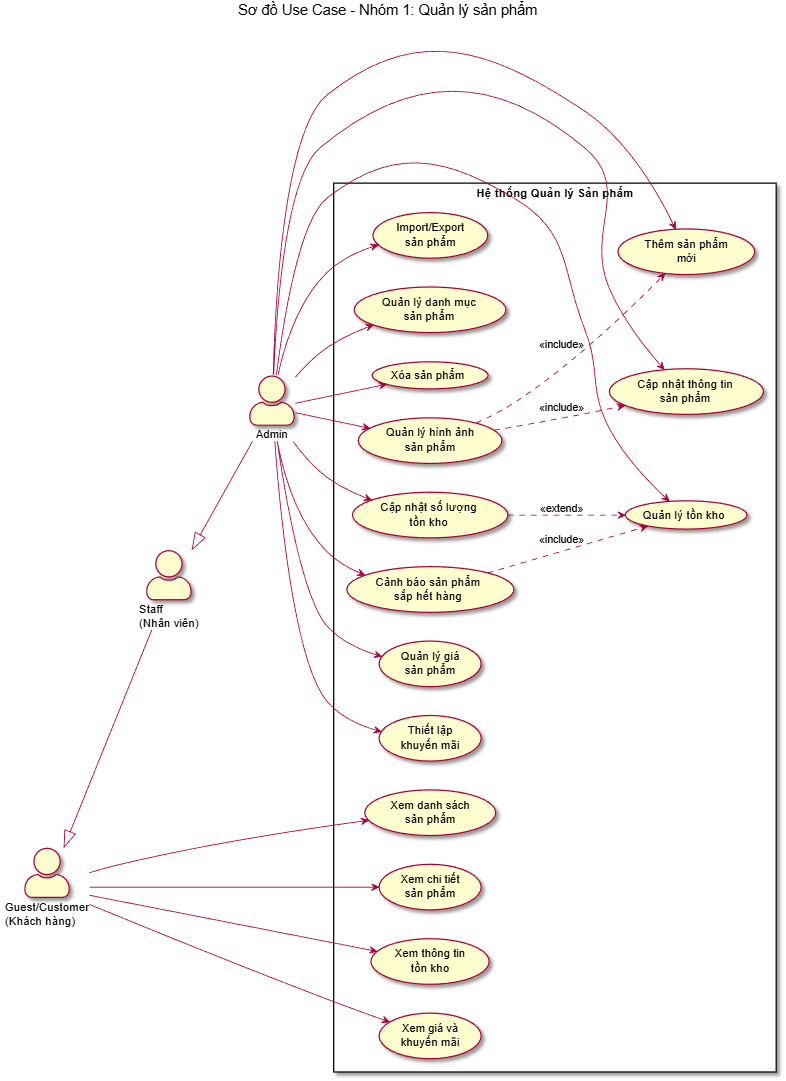 Sơ đồ Use Case - Nhóm 1: Quản lý sản phẩm
Hệ thống Quản lý Sản phẩm
Import/Export
sản phẩm
Thêm sản phẩm
mới
Quản lý danh mục
sản phẩm
«include»
Xóa sản phẩm
Cập nhật thông tin
sản phẩm
«include»
Admin
Quản lý hình ảnh
sản phẩm
Cập nhật số lượng
tồn kho
«extend»
Quản lý tồn kho
«include»
Cảnh báo sản phẩm
sắp hết hàng
Staff
(Nhân viên)
Quản lý giá
sản phẩm
Thiết lập
khuyến mãi
Xem danh sách
sản phẩm
Xem chi tiết
sản phẩm
Guest/Customer
(Khách hàng)
Xem thông tin
tồn kho
Xem giá và
khuyến mãi